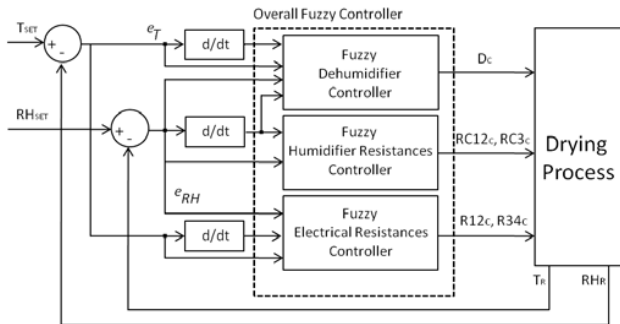 Overall Fuzzy Controller
TSET
+
-
eT
d/dt
Fuzzy
Dehumidifier
Controller
DC
RHSET
+
-
d/dt
Fuzzy
Humidifier Resistances
Controller
RC12C, RC3C
Drying
Process
eRH
d/dt
Fuzzy
Electrical Resistances
Controller
R12C, R34C
TR
RHR